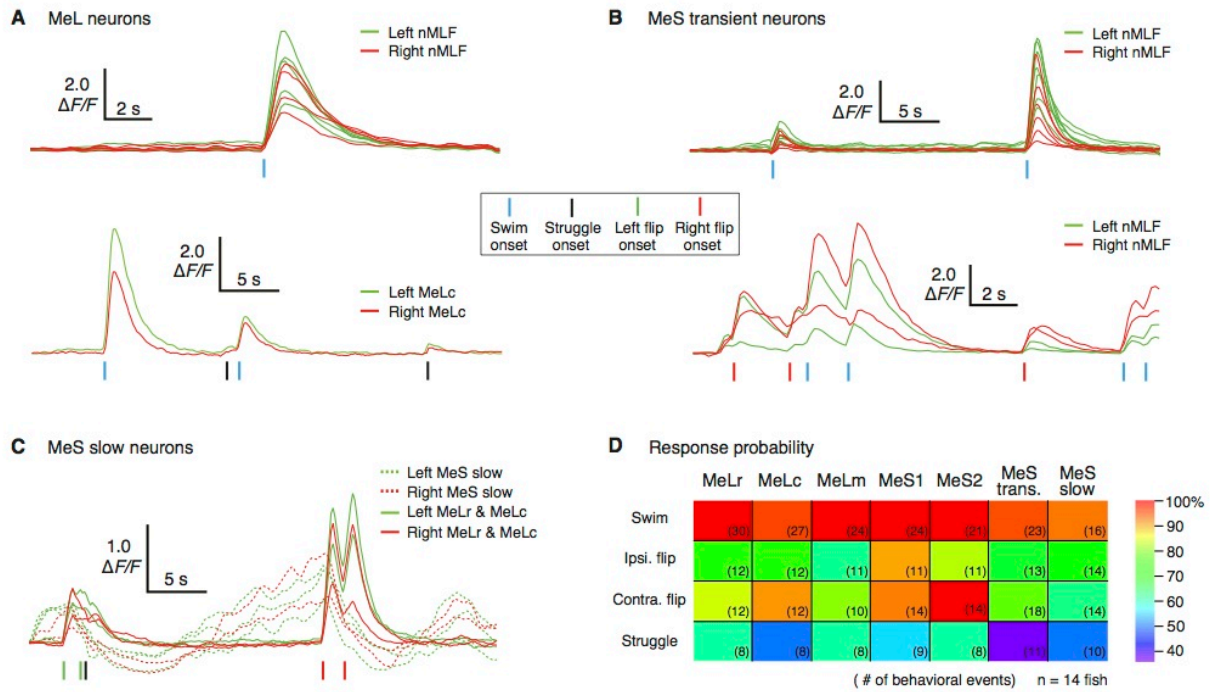 A MeL neurons
Left nMLF
Right nMLF
2.0
ΔF/F
2 s
2.0
ΔF/F
5 s
Left MeLc
Right MeLc
B MeS transient neurons
Left nMLF
Right nMLF
2.0
ΔF/F
5 s
Left nMLF
Right nMLF
2.0
ΔF/F
2 s
Swim onset
Struggle onset
Left flip onset
Right flip onset
C MeS slow neurons
Left MeS slow
Right MeS slow
Left MeLr & MeLc
Right MeLr & MeLc
1.0
ΔF/F
5 s
D Response probability
MeLr MeLc MeLm MeS1 MeS2 MeS trans. MeS slow
Swim (30) (27) (24) (24) (21) (23) (16)
Ipsi. flip (12) (12) (11) (11) (11) (13) (14)
Contra. flip (12) (12) (10) (14) (14) (18) (14)
Struggle (8) (8) (8) (9) (8) (11) (10)
100%
90
80
70
60
50
40
( # of behavioral events) n = 14 fish